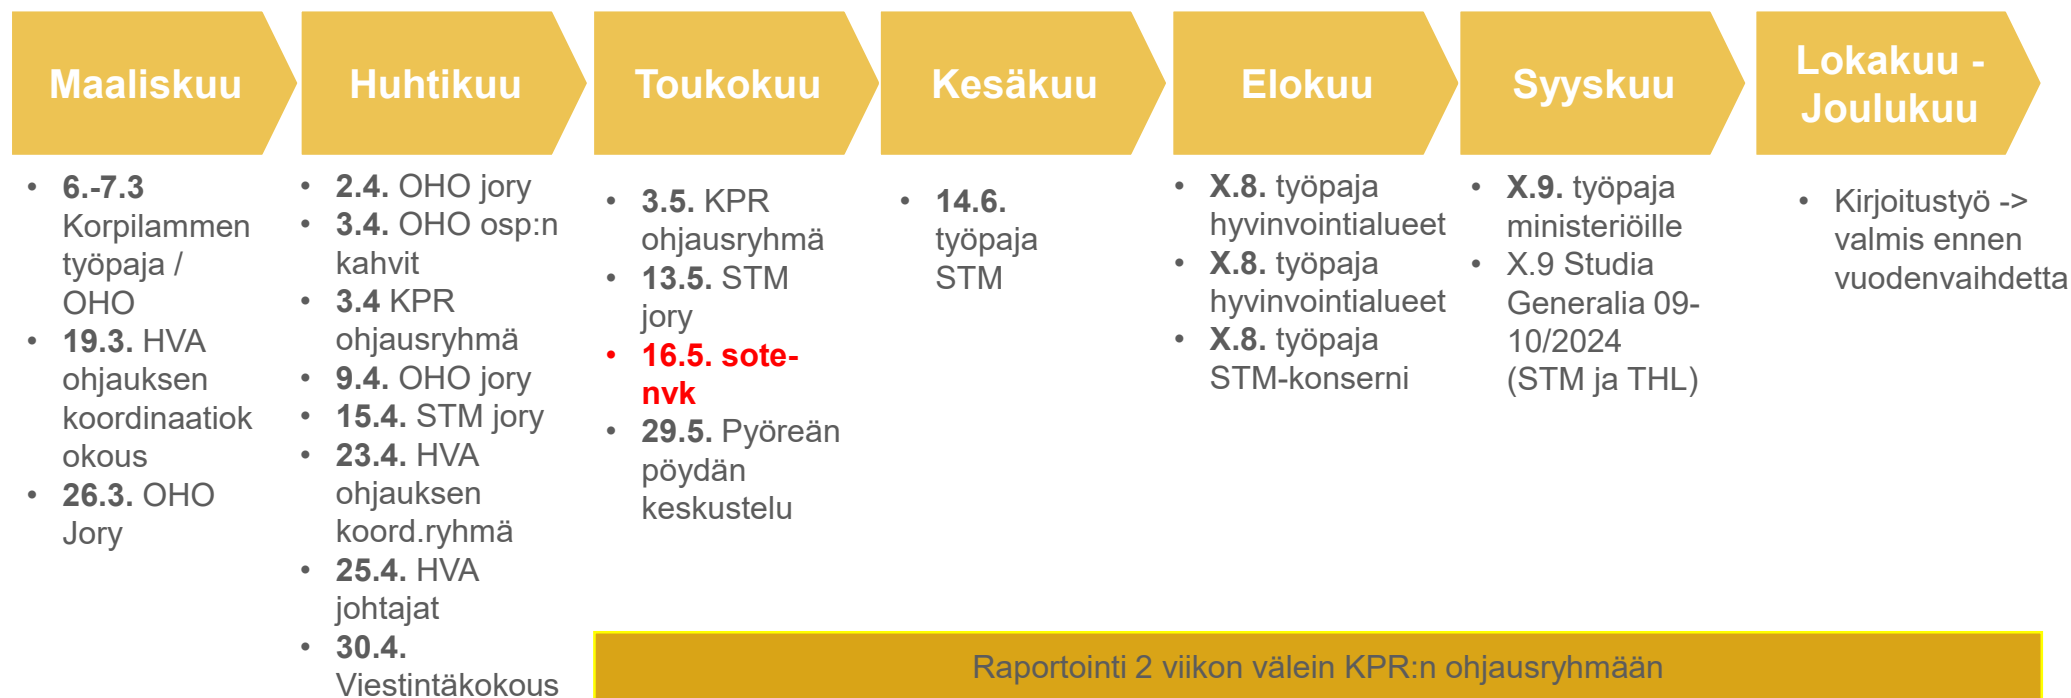 Maaliskuu
Huhtikuu
Toukokuu
Kesäkuu
Elokuu
Syyskuu
Lokakuu -
Joulukuu
• 6.-7.3
Korpilammen
työpaja /
OHO
• 19.3. HVA
ohjauksen
koordinaatiok
okous
• 26.3. OHO
Jory
• 2.4. OHO jory
• 3.4. OHO osp:n
kahvit
• 3.4 KPR
ohjausryhmä
• 9.4. OHO jory
• 15.4. STM jory
• 23.4. HVA
ohjauksen
koord.ryhmä
• 25.4. HVA
johtajat
• 30.4.
Viestintäkokous
• 3.5. KPR
ohjausryhmä
• 13.5. STM
jory
• 16.5. sote-
nvk
• 29.5. Pyöreän
pöydän
keskustelu
• 14.6.
työpaja
STM
• X.8. työpaja
hyvinvointialueet
• X.8. työpaja
hyvinvointialueet
• X.8. työpaja
STM-konserni
• X.9. työpaja
ministeriöille
• X.9 Studia
Generalia 09-
10/2024
(STM ja THL)
• Kirjoitustyö ->
valmis ennen
vuodenvaihdetta
Raportointi 2 viikon välein KPR:n ohjausryhmään